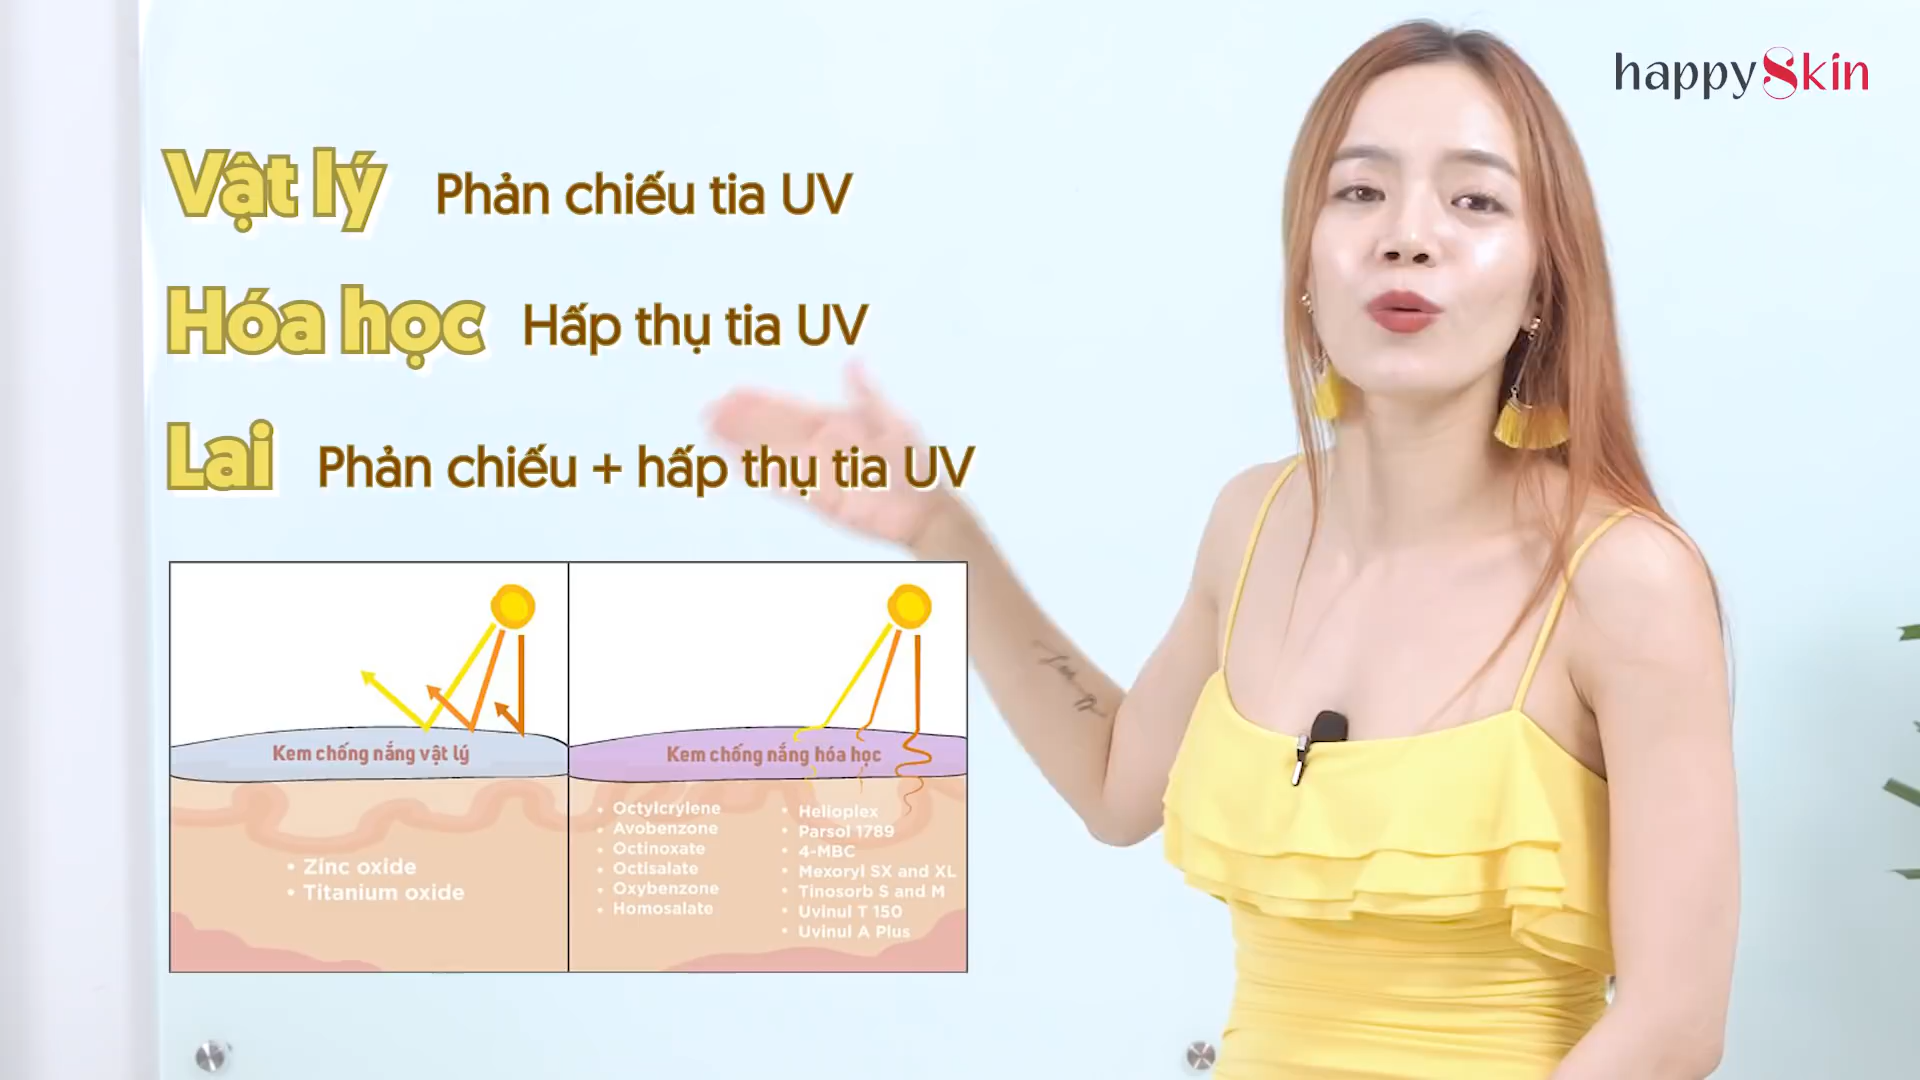 happySkin
Vật lý Phản chiếu tia UV
Hóa học Hấp thụ tia UV
Lai Phản chiếu + hấp thụ tia UV
Kem chống nắng vật lý
• Zinc oxide
• Titanium oxide
Kem chống nắng hóa học
• Octylcrylene
• Avobenzone
• Octinoxate
• Octisalate
• Oxybenzone
• Homosalate
• Helioplex
• Parsol 1789
• 4-MBC
• Mexoryl SX and XL
• Tinosorb S and M
• Uvinul T 150
• Uvinul A Plus